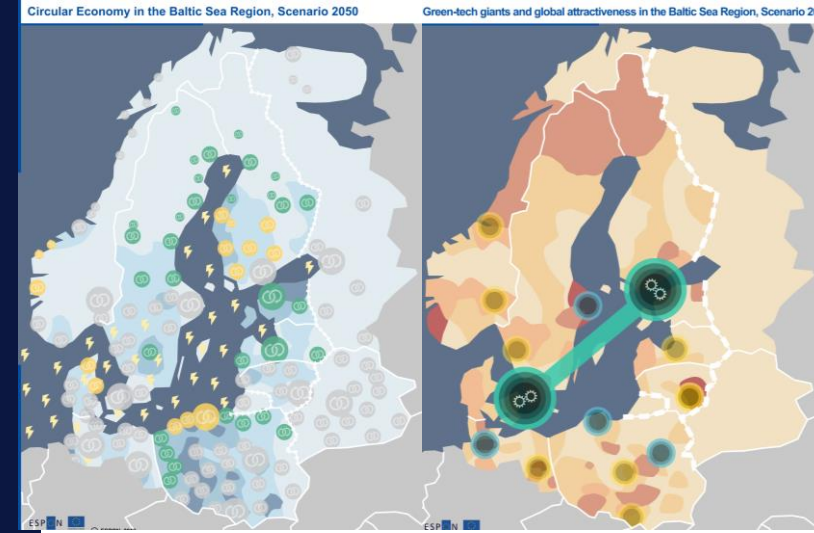 Circular Economy in the Baltic Sea Region, Scenario 2050
Green-tech giants and global attractiveness in the Baltic Sea Region, Scenario 20
ESPON
ESPON